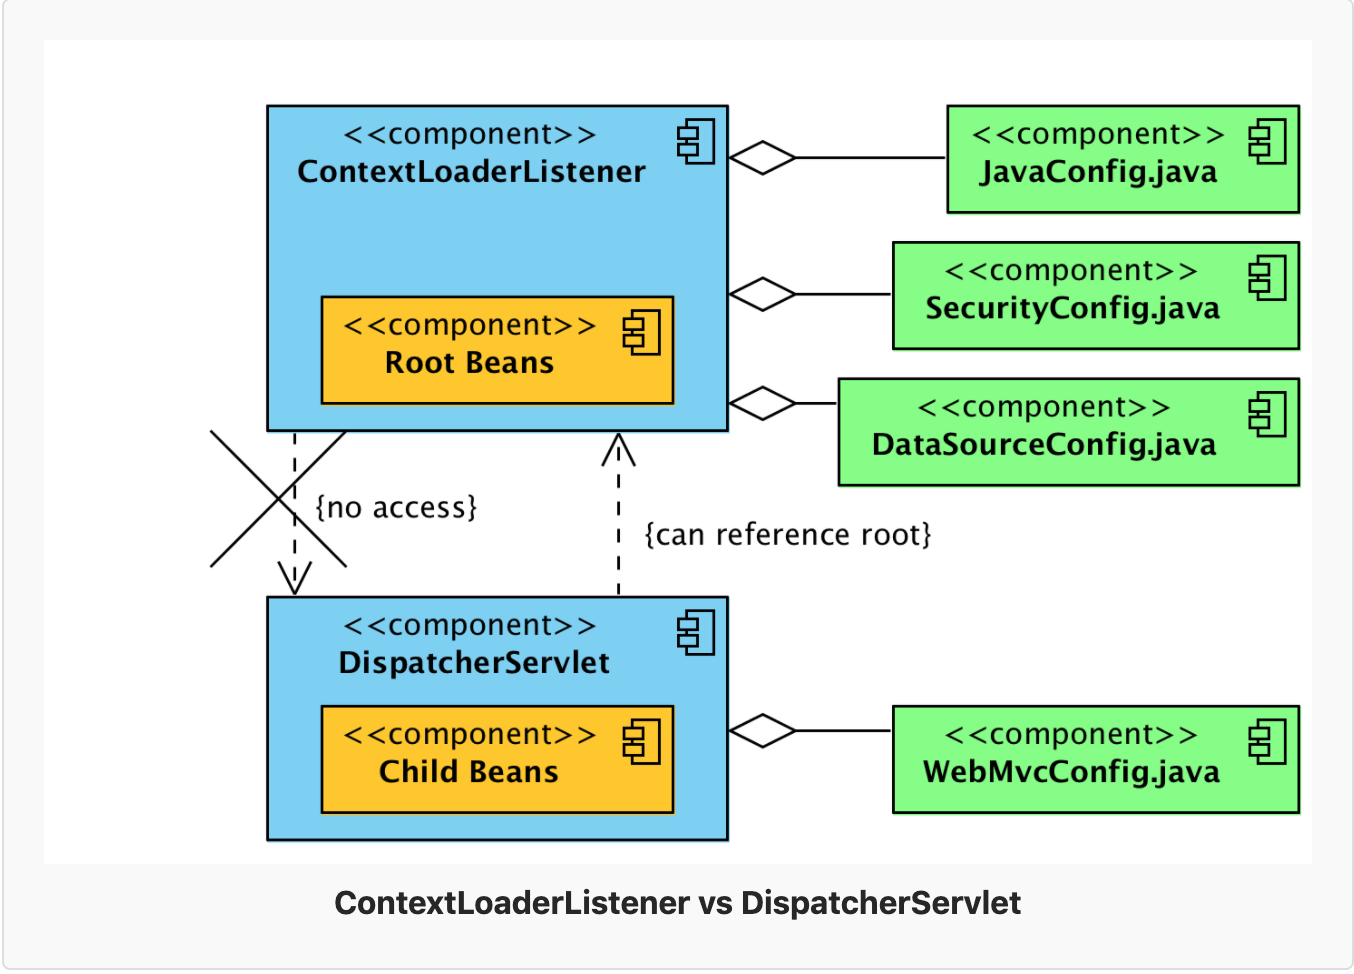 <<component>>
ContextLoaderListener
<<component>>
Root Beans
<<component>>
JavaConfig.java
<<component>>
SecurityConfig.java
<<component>>
DataSourceConfig.java
{no access}
{can reference root}
<<component>>
DispatcherServlet
<<component>>
Child Beans
<<component>>
WebMvcConfig.java
ContextLoaderListener vs DispatcherServlet